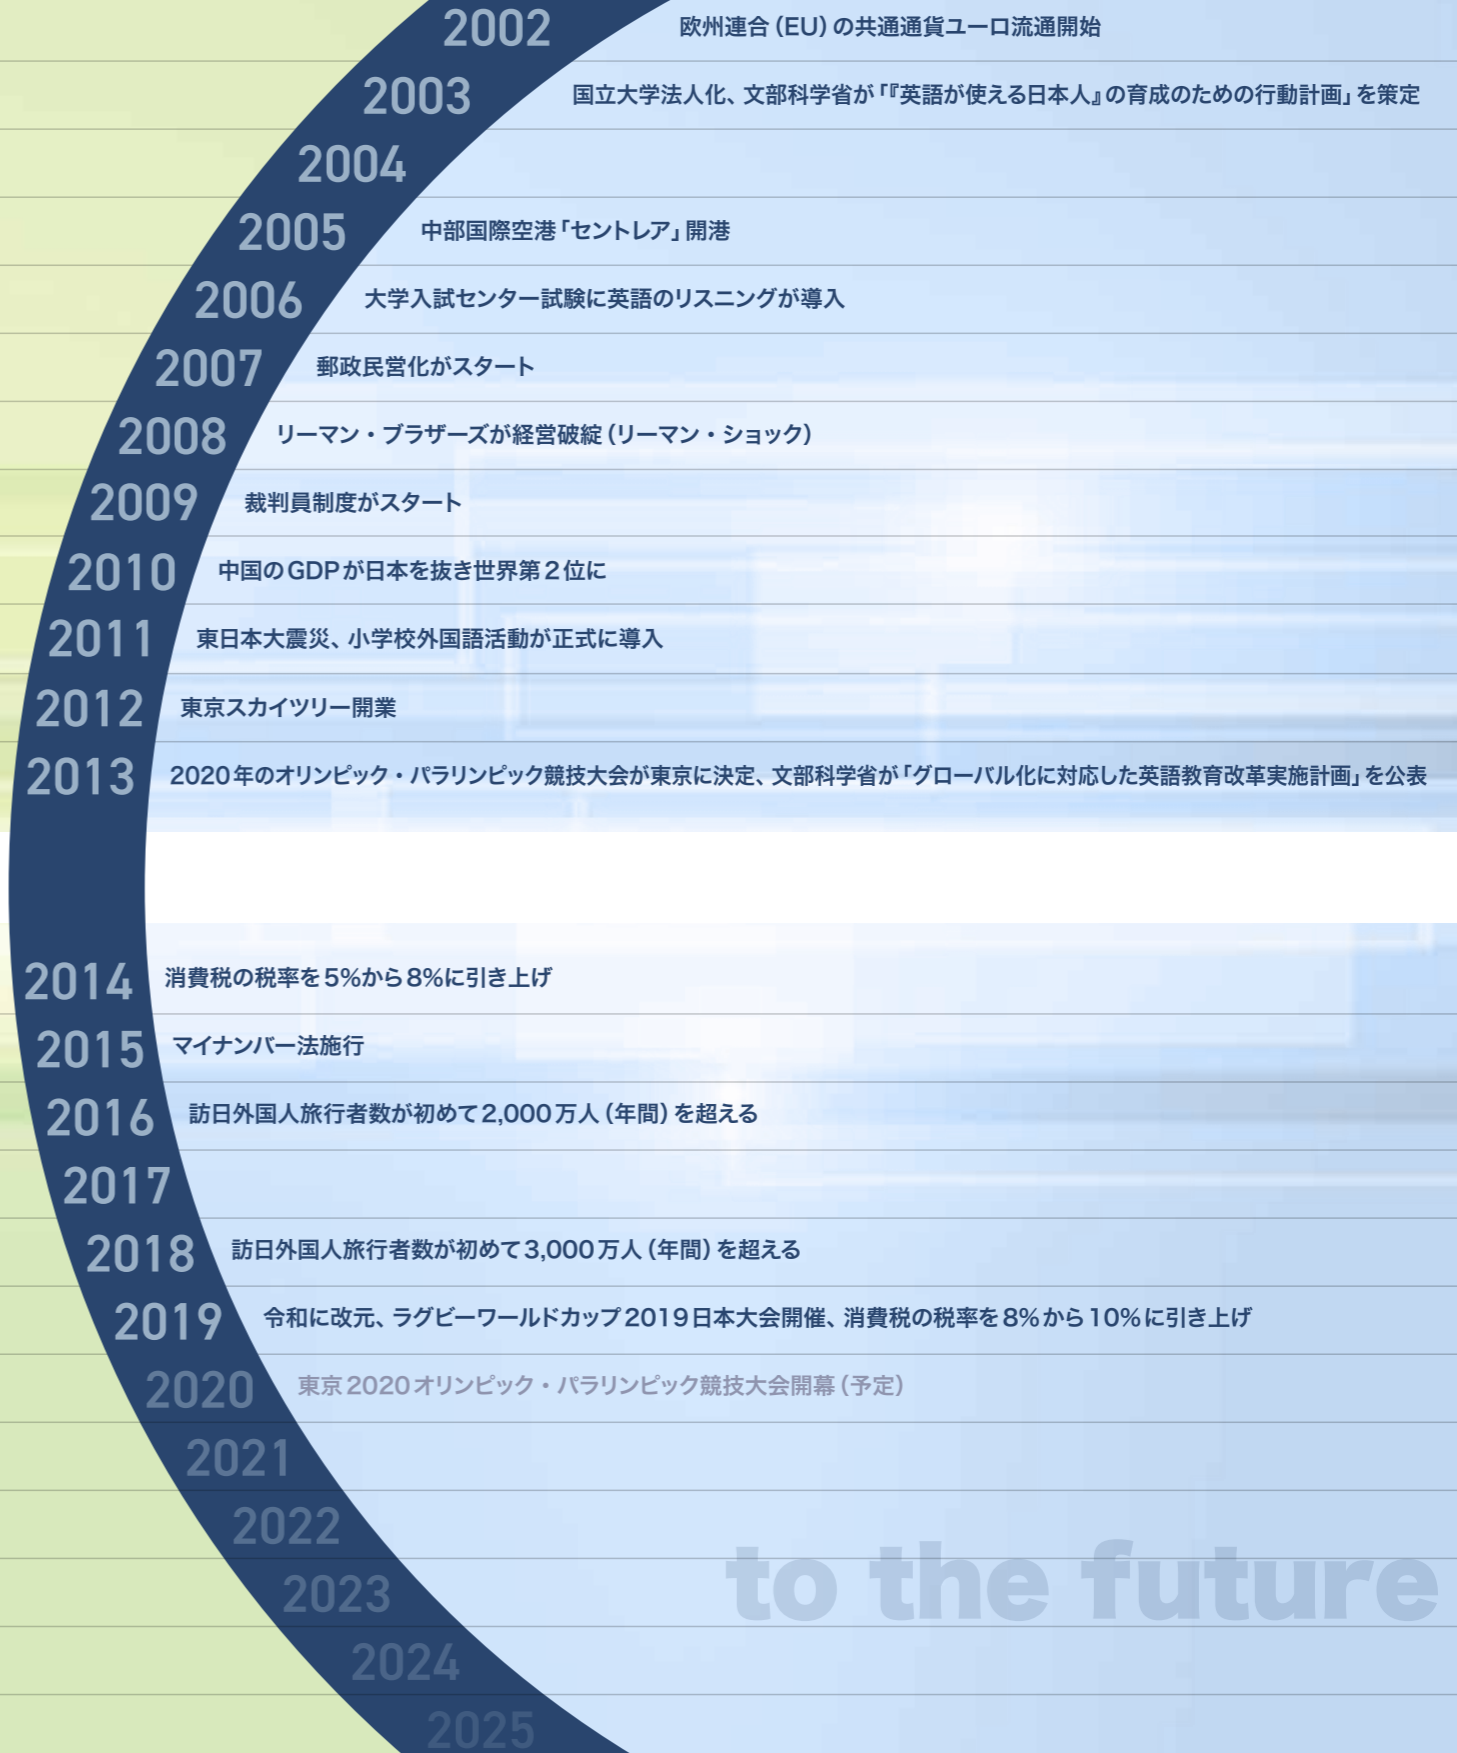 2002 欧州連合（EU）の共通通貨ユーロ流通開始
2003 国立大学法人化、文部科学省が「『英語が使える日本人』の育成のための行動計画」を策定
2004
2005 中部国際空港「セントレア」開港
2006 大学入試センター試験に英語のリスニングが導入
2007 郵政民営化がスタート
2008 リーマン・ブラザーズが経営破綻（リーマン・ショック）
2009 裁判員制度がスタート
2010 中国のGDPが日本を抜き世界第2位に
2011 東日本大震災、小学校外国語活動が正式に導入
2012 東京スカイツリー開業
2013 2020年のオリンピック・パラリンピック競技大会が東京に決定、文部科学省が「グローバル化に対応した英語教育改革実施計画」を公表
2014 消費税の税率を5%から8%に引き上げ
2015 マイナンバー法施行
2016 訪日外国人旅行者数が初めて2,000万人（年間）を超える
2017
2018 訪日外国人旅行者数が初めて3,000万人（年間）を超える
2019 令和に改元、ラグビーワールドカップ2019日本大会開催、消費税の税率を8%から10%に引き上げ
2020 東京2020オリンピック・パラリンピック競技大会開幕（予定）
2021
2022
to the future
2023
2024
2025